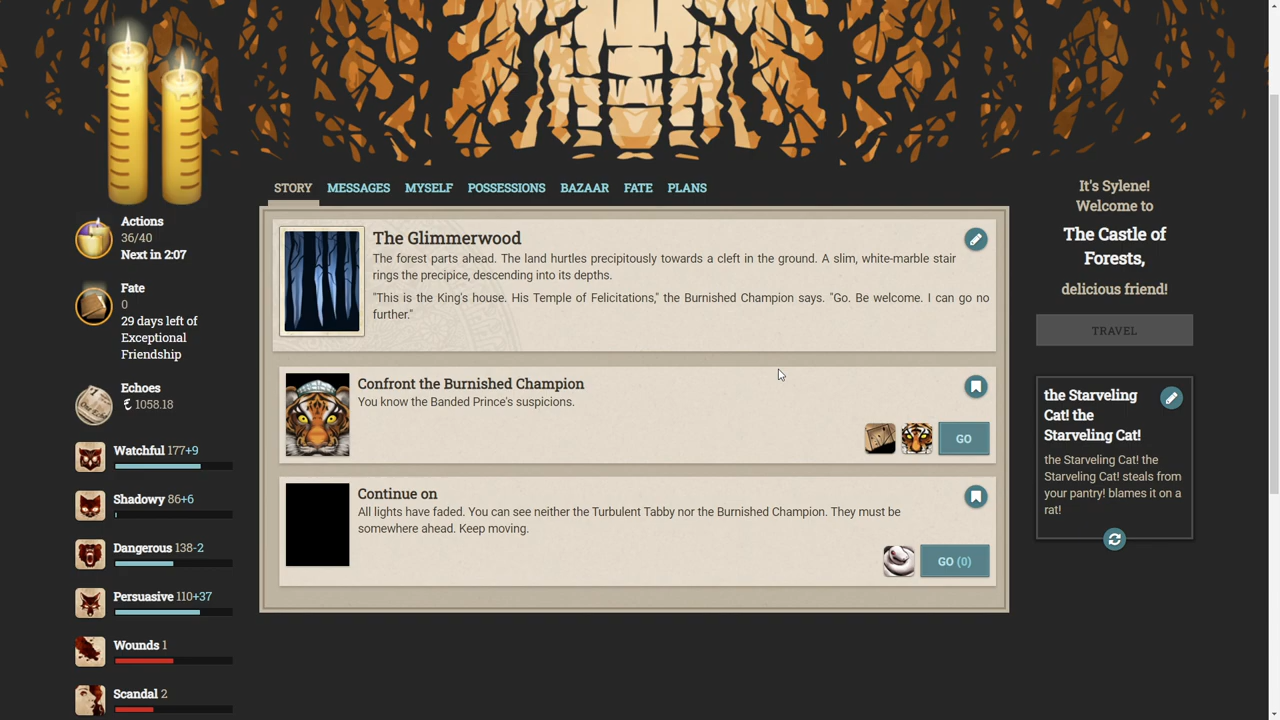 Actions
36/40
Next in 2:07
Fate
0
29 days left of
Exceptional
Friendship
Echoes
1058.18
Watchful 177+9
Shadowy 86+6
Dangerous 138-2
Persuasive 110+37
Wounds 1
Scandal 2
STORY MESSAGES MYSELF POSSESSIONS BAZAAR FATE PLANS
The Glimmerwood
The forest parts ahead. The land hurtles precipitously towards a cleft in the ground. A slim, white-marble stair
rings the precipice, descending into its depths.
"This is the King's house. His Temple of Felicitations," the Burnished Champion says. "Go. Be welcome. I can go no
further."
Confront the Burnished Champion
You know the Banded Prince's suspicions.
GO
Continue on
All lights have faded. You can see neither the Turbulent Tabby nor the Burnished Champion. They must be
somewhere ahead. Keep moving.
GO (0)
It's Sylene!
Welcome to
The Castle of
Forests,
delicious friend!
TRAVEL
the Starveling
Cat! the
Starveling Cat!
the Starveling Cat! the
Starveling Cat! steals from
your pantry! blames it on a
rat!